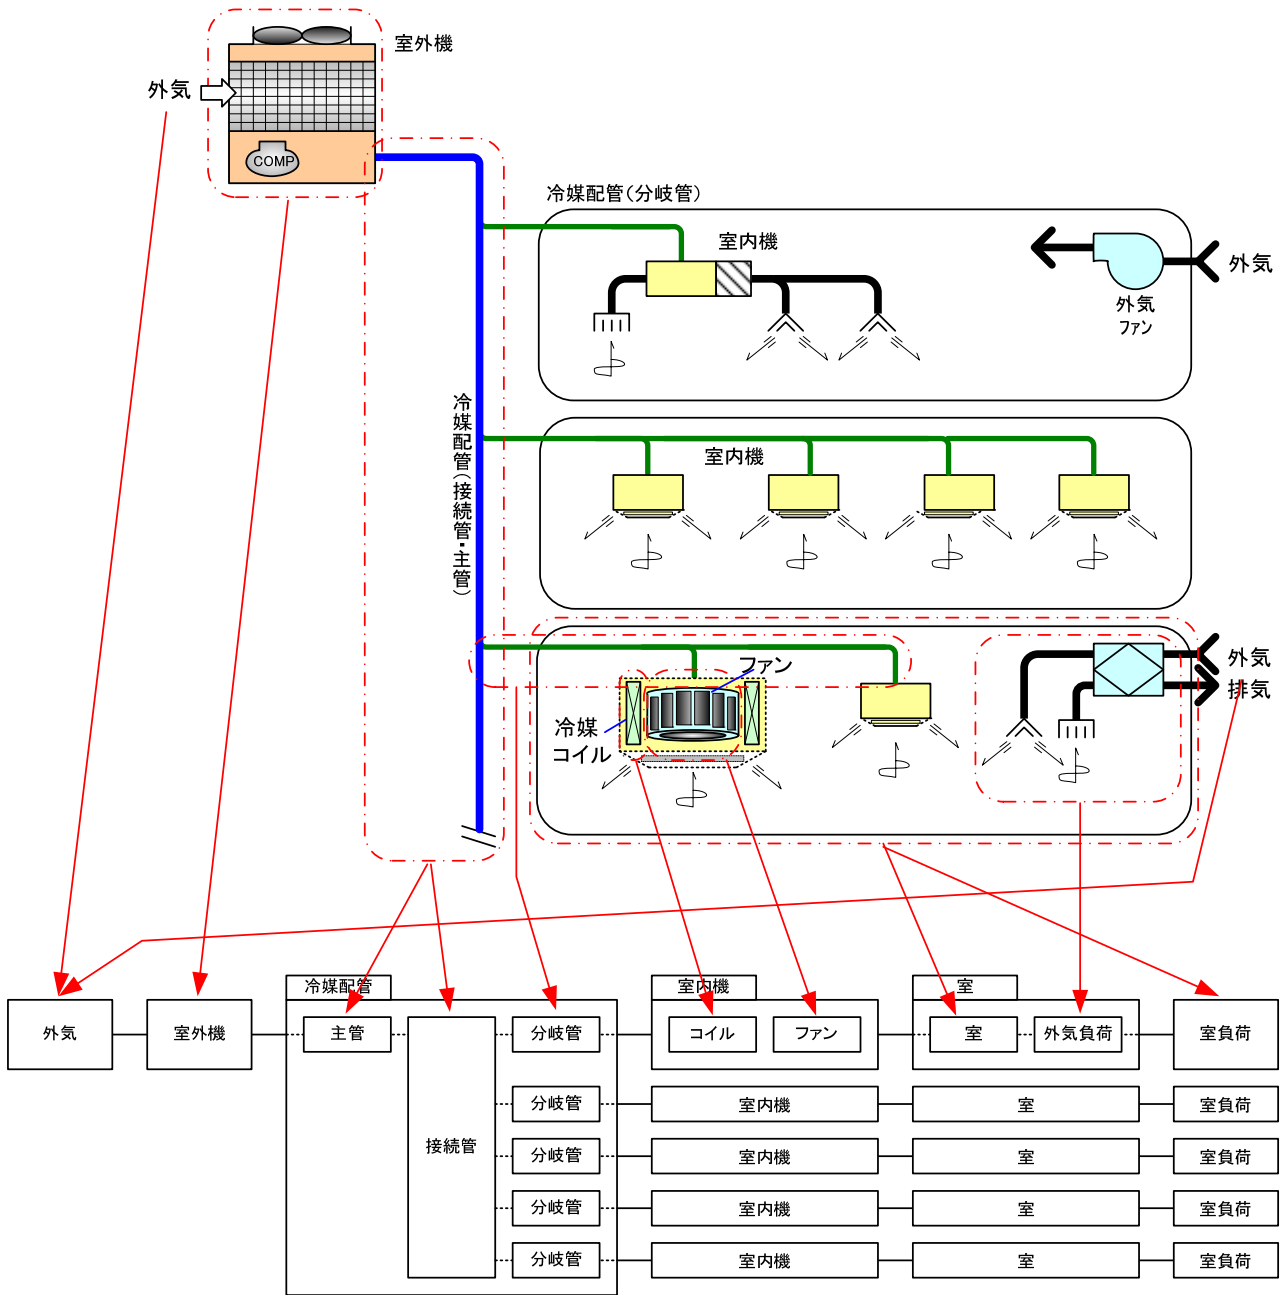 室外機
外気
COMP
冷媒配管(分岐管)
室内機
外気
外気
ファン
冷媒配管(接続管・主管)
室内機
ファン
冷媒
コイル
外気
排気
冷媒配管
室内機
室
外気
室外機
主管
分岐管
コイル
ファン
室
外気負荷
室負荷
接続管
分岐管
室内機
室
室負荷
分岐管
室内機
室
室負荷
分岐管
室内機
室
室負荷
分岐管
室内機
室
室負荷